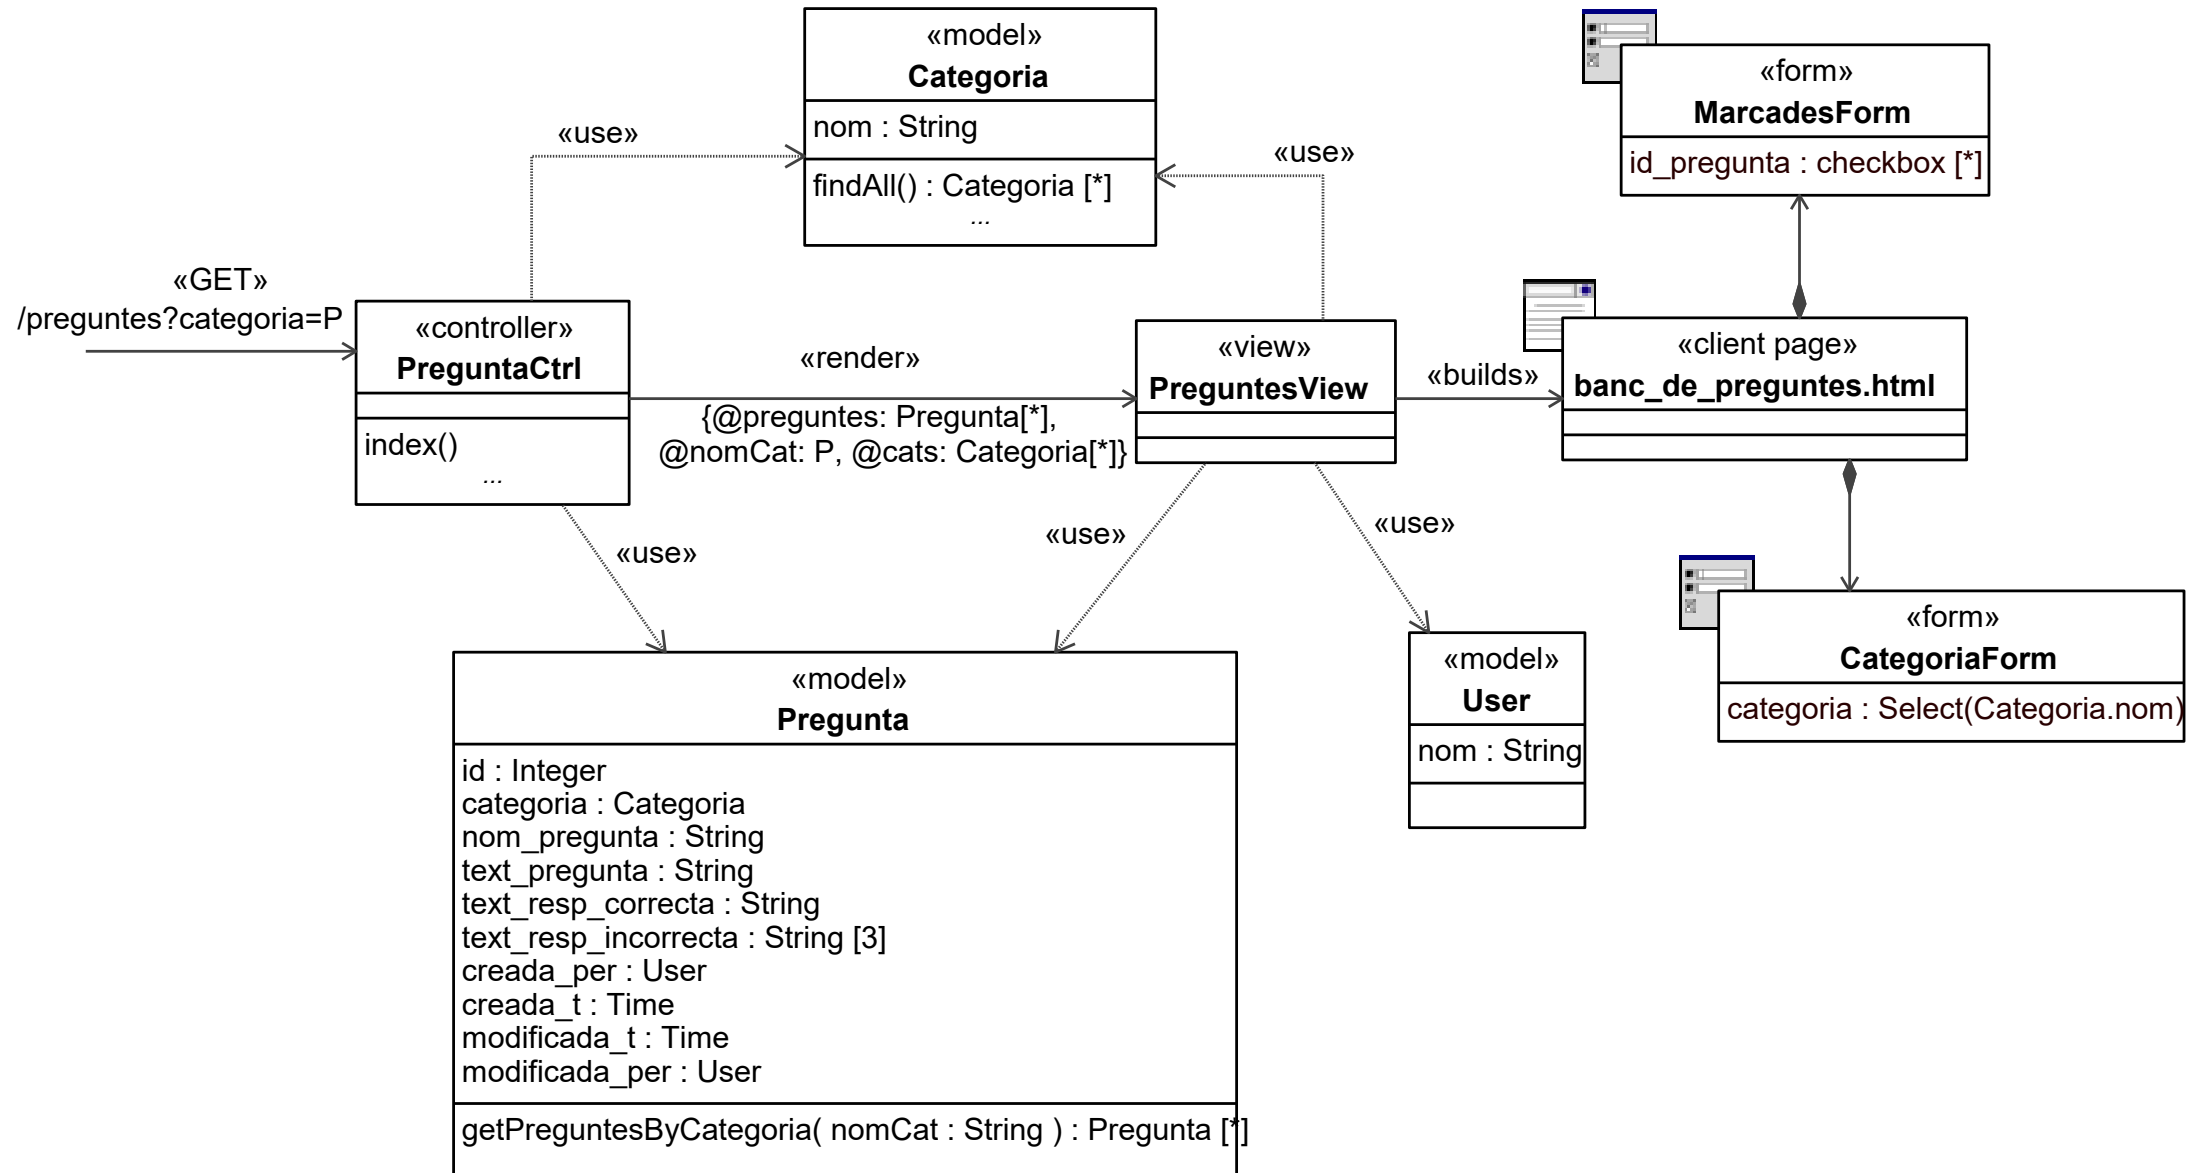 «model»
Categoria
nom : String
findAll() : Categoria [*]
...
«form»
MarcadesForm
id_pregunta : checkbox [*]
«use»
«use»
«GET»
/preguntes?categoria=P
«controller»
PreguntaCtrl
index()
...
«render»
{@preguntes: Pregunta[*],
@nomCat: P, @cats: Categoria[*]}
«view»
PreguntesView
«builds»
«client page»
banc_de_preguntes.html
«use»
«use»
«use»
«form»
CategoriaForm
categoria : Select(Categoria.nom)
«model»
User
nom : String
«model»
Pregunta
id : Integer
categoria : Categoria
nom_pregunta : String
text_pregunta : String
text_resp_correcta : String
text_resp_incorrecta : String [3]
creada_per : User
creada_t : Time
modificada_t : Time
modificada_per : User
getPreguntesByCategoria( nomCat : String ) : Pregunta [*]